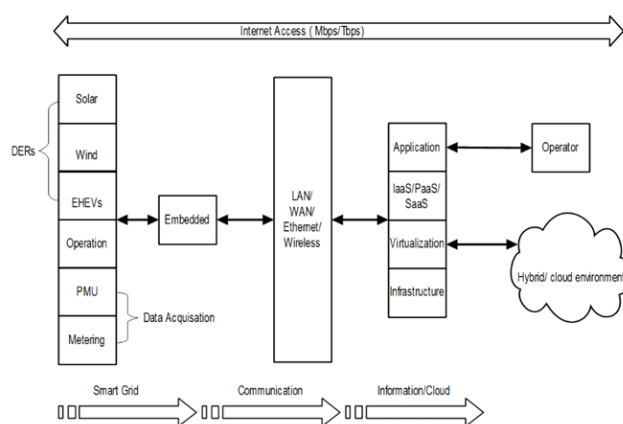 Internet Access ( Mbps/Tbps)
Solar
DERs
Wind
EHEVs
Operation
PMU
Metering
Data Acquisation
Embedded
LAN/
WAN/
Ethernet/
Wireless
Application
IaaS/PaaS/
SaaS
Virtualization
Infrastructure
Operator
Hybrid/ cloud environment
Smart Grid
Communication
Information/Cloud